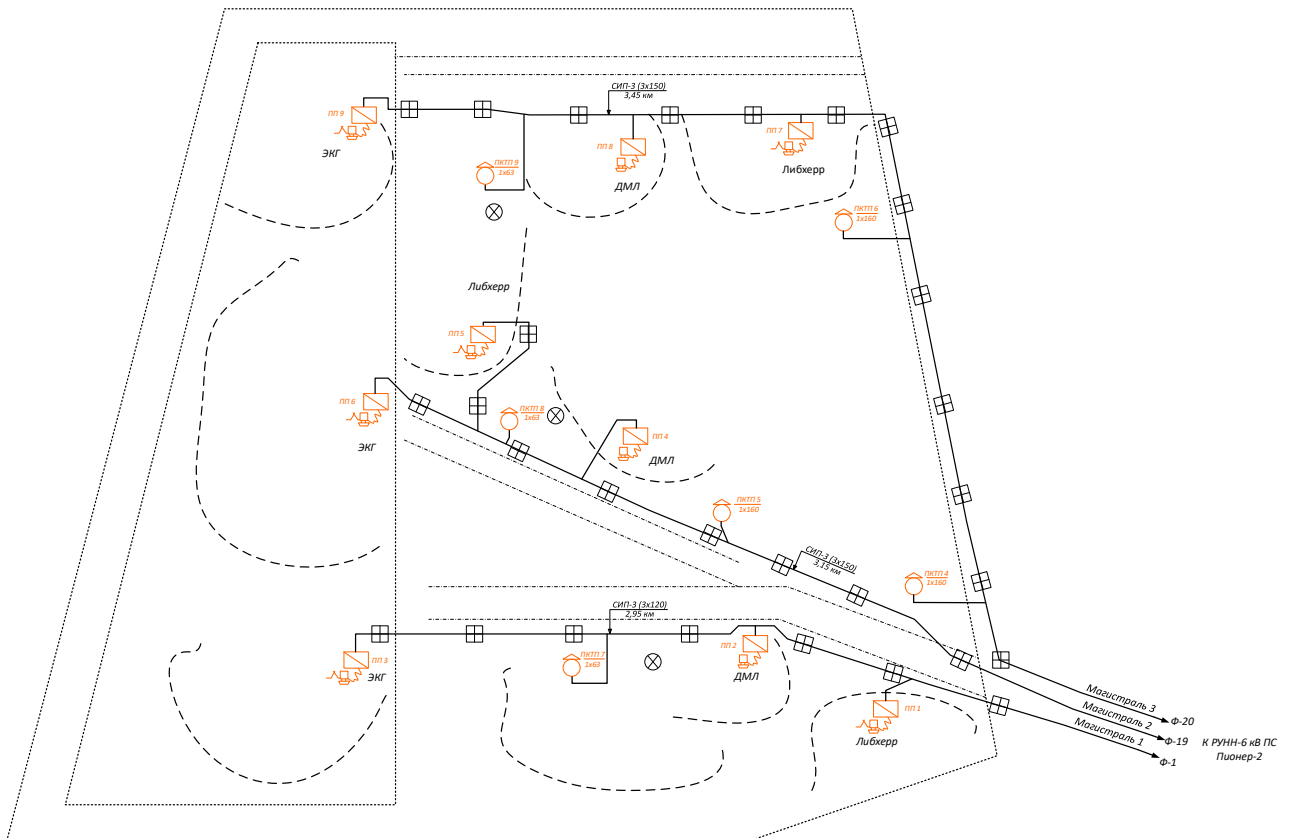 СИП-3 (3х150)
3,45 км
ПП 9
ЭКГ
ПКТП 9
1х63
ПП 8
ДМЛ
ПП 7
Либхерр
ПКТП 6
1х160
Либхерр
ПП 5
ПП 6
ЭКГ
ПКТП 8
1х63
ПП 4
ДМЛ
ПКТП 5
1х160
СИП-3 (3х150)
3,15 км
ПКТП 4
1х160
СИП-3 (3х120)
2,95 км
ПП 3
ЭКГ
ПКТП 7
1х63
ПП 2
ДМЛ
ПП 1
Либхерр
Магистраль 3
Ф-20
Магистраль 2
Ф-19
Магистраль 1
Ф-1
К РУНН-6 кВ ПС
Пионер-2